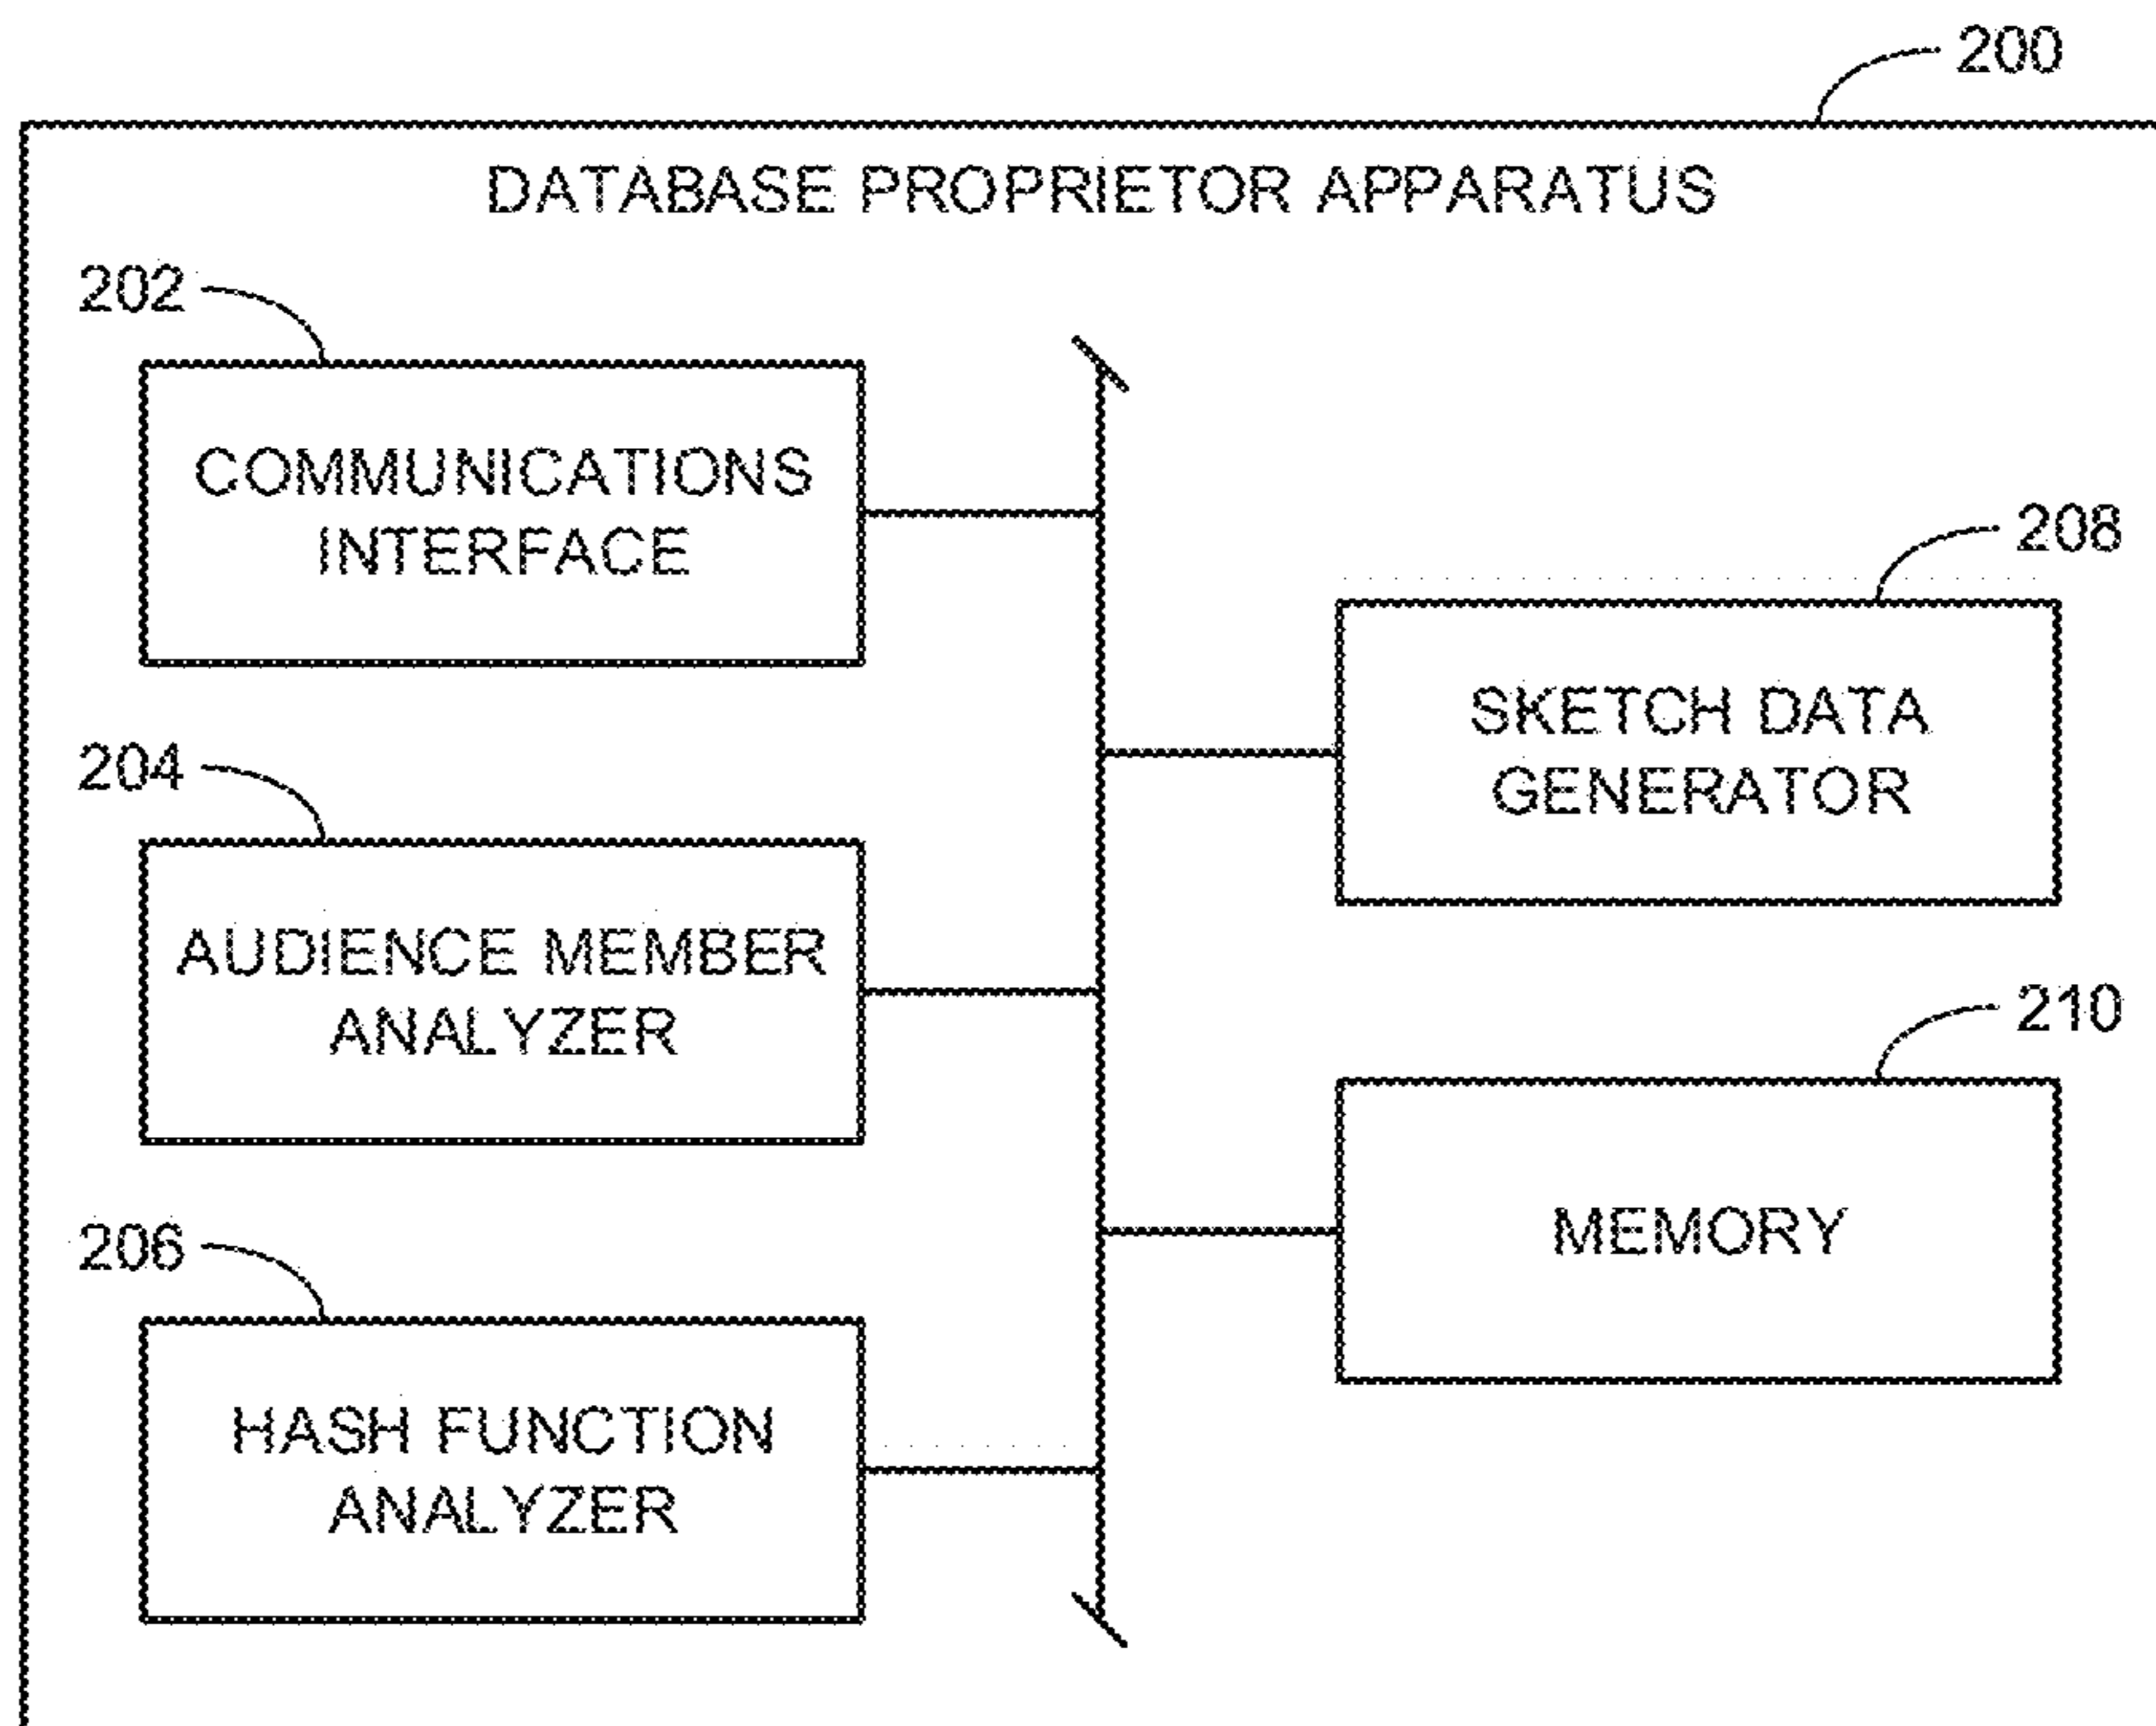 200
DATABASE PROPRIETOR APPARATUS
202
COMMUNICATIONS
INTERFACE
204
AUDIENCE MEMBER
ANALYZER
206
HASH FUNCTION
ANALYZER
208
SKETCH DATA
GENERATOR
210
MEMORY